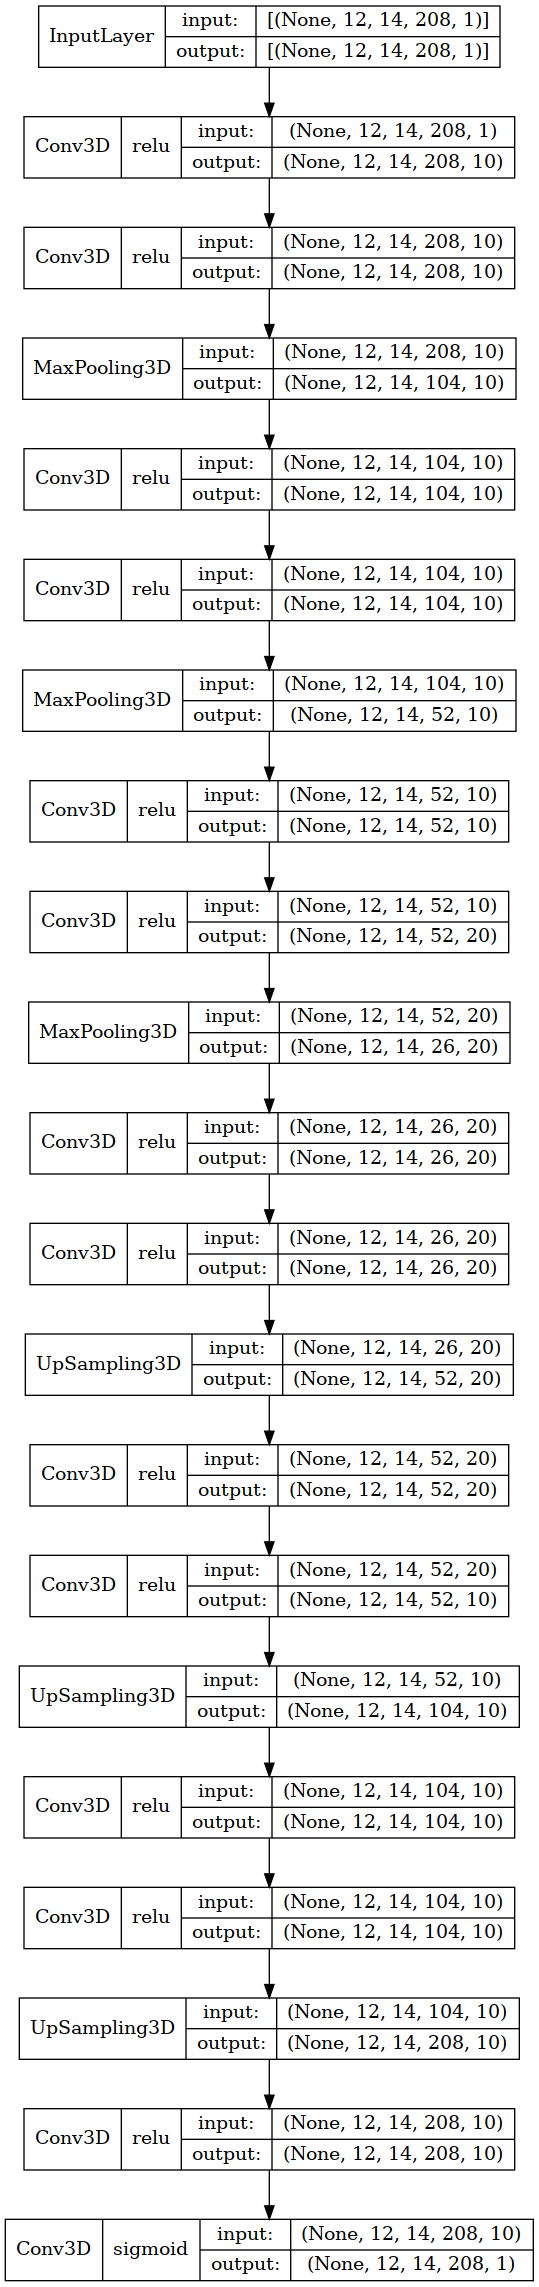 InputLayer input: [(None, 12, 14, 208, 1)]
output: [(None, 12, 14, 208, 1)]
Conv3D relu input: (None, 12, 14, 208, 1)
output: (None, 12, 14, 208, 10)
Conv3D relu input: (None, 12, 14, 208, 10)
output: (None, 12, 14, 208, 10)
MaxPooling3D input: (None, 12, 14, 208, 10)
output: (None, 12, 14, 104, 10)
Conv3D relu input: (None, 12, 14, 104, 10)
output: (None, 12, 14, 104, 10)
Conv3D relu input: (None, 12, 14, 104, 10)
output: (None, 12, 14, 104, 10)
MaxPooling3D input: (None, 12, 14, 104, 10)
output: (None, 12, 14, 52, 10)
Conv3D relu input: (None, 12, 14, 52, 10)
output: (None, 12, 14, 52, 10)
Conv3D relu input: (None, 12, 14, 52, 10)
output: (None, 12, 14, 52, 20)
MaxPooling3D input: (None, 12, 14, 52, 20)
output: (None, 12, 14, 26, 20)
Conv3D relu input: (None, 12, 14, 26, 20)
output: (None, 12, 14, 26, 20)
Conv3D relu input: (None, 12, 14, 26, 20)
output: (None, 12, 14, 26, 20)
UpSampling3D input: (None, 12, 14, 26, 20)
output: (None, 12, 14, 52, 20)
Conv3D relu input: (None, 12, 14, 52, 20)
output: (None, 12, 14, 52, 20)
Conv3D relu input: (None, 12, 14, 52, 20)
output: (None, 12, 14, 52, 10)
UpSampling3D input: (None, 12, 14, 52, 10)
output: (None, 12, 14, 104, 10)
Conv3D relu input: (None, 12, 14, 104, 10)
output: (None, 12, 14, 104, 10)
Conv3D relu input: (None, 12, 14, 104, 10)
output: (None, 12, 14, 104, 10)
UpSampling3D input: (None, 12, 14, 104, 10)
output: (None, 12, 14, 208, 10)
Conv3D relu input: (None, 12, 14, 208, 10)
output: (None, 12, 14, 208, 10)
Conv3D sigmoid input: (None, 12, 14, 208, 10)
output: (None, 12, 14, 208, 1)